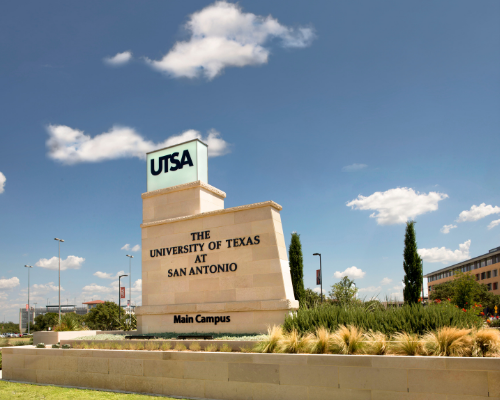 UTSA
THE
UNIVERSITY OF TEXAS
AT
SAN ANTONIO
Main Campus